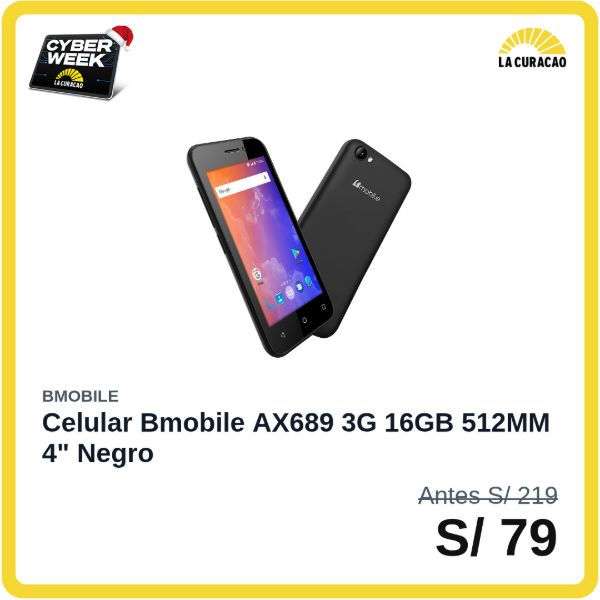 CYBER
WEEK
LA CURACAO
LA CURACAO
Google
Bmobile
BMOBILE
Celular Bmobile AX689 3G 16GB 512MM
4" Negro
Antes S/ 219
S/ 79